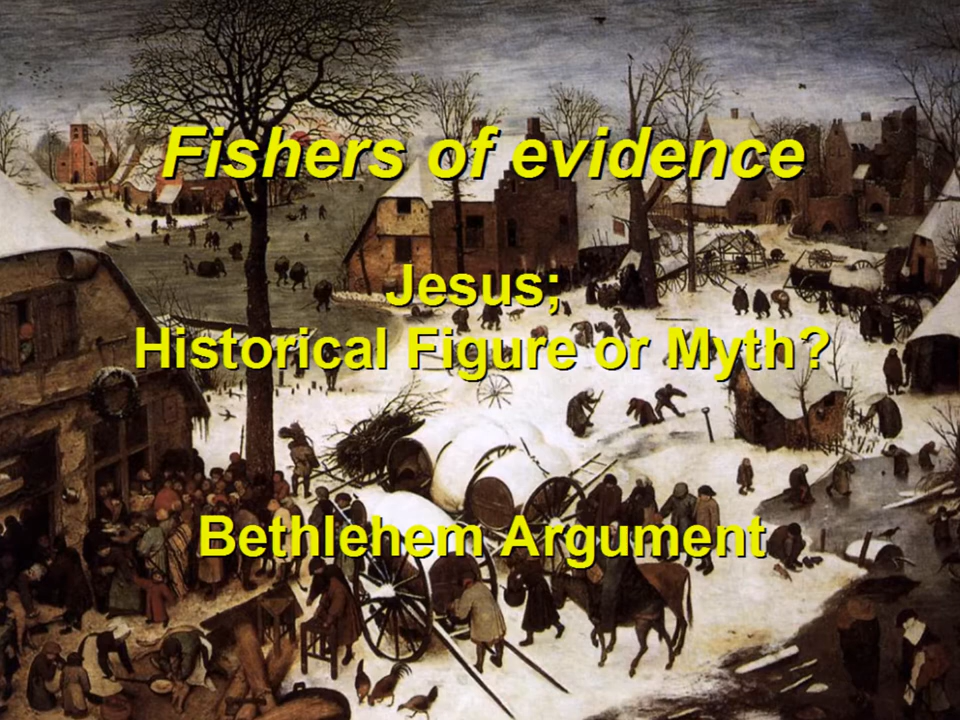 Fishers of evidence
Jesus;
Historical Figure or Myth?
Bethlehem Argument